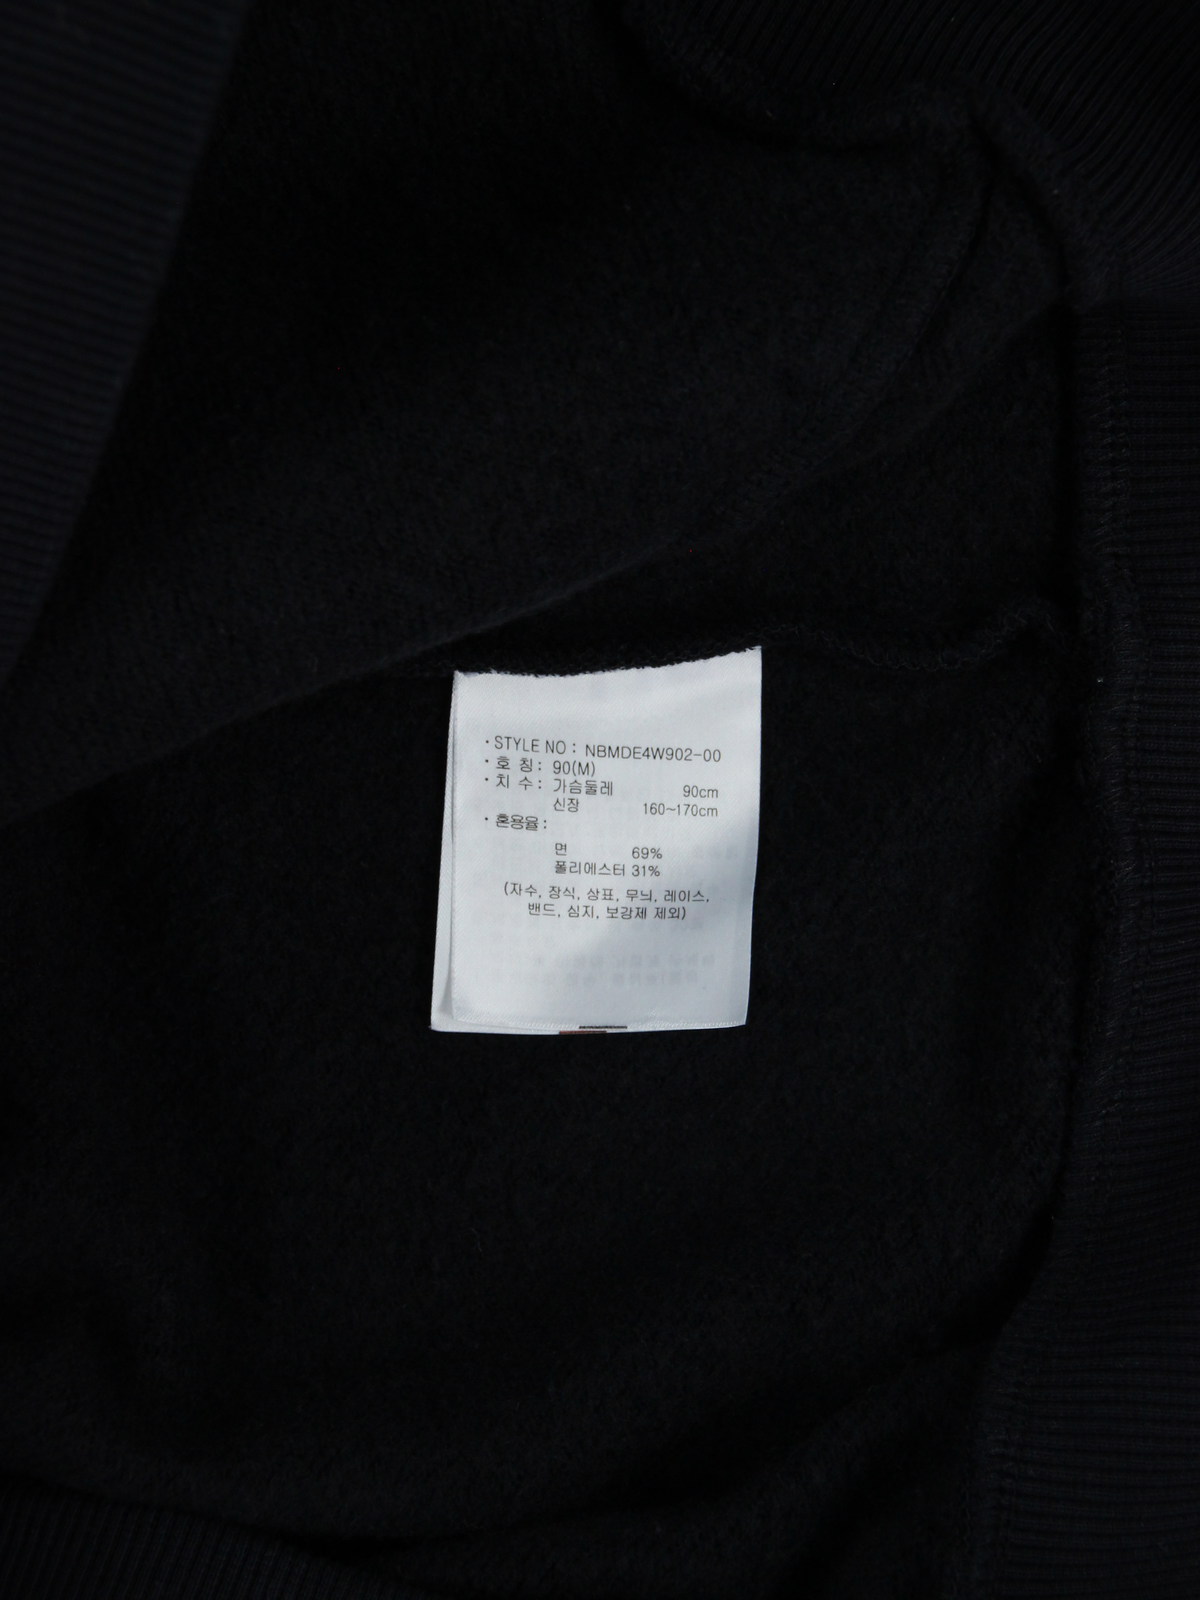 · STYLE NO : NBMDE4W902-00
· 호 칭 : 90(M)
· 치 수 : 가슴둘레 90cm
신장 160~170cm
· 혼용율 :
면 69%
폴리에스터 31%
(자수, 장식, 상표, 무늬, 레이스,
밴드, 심지, 보강제 제외)